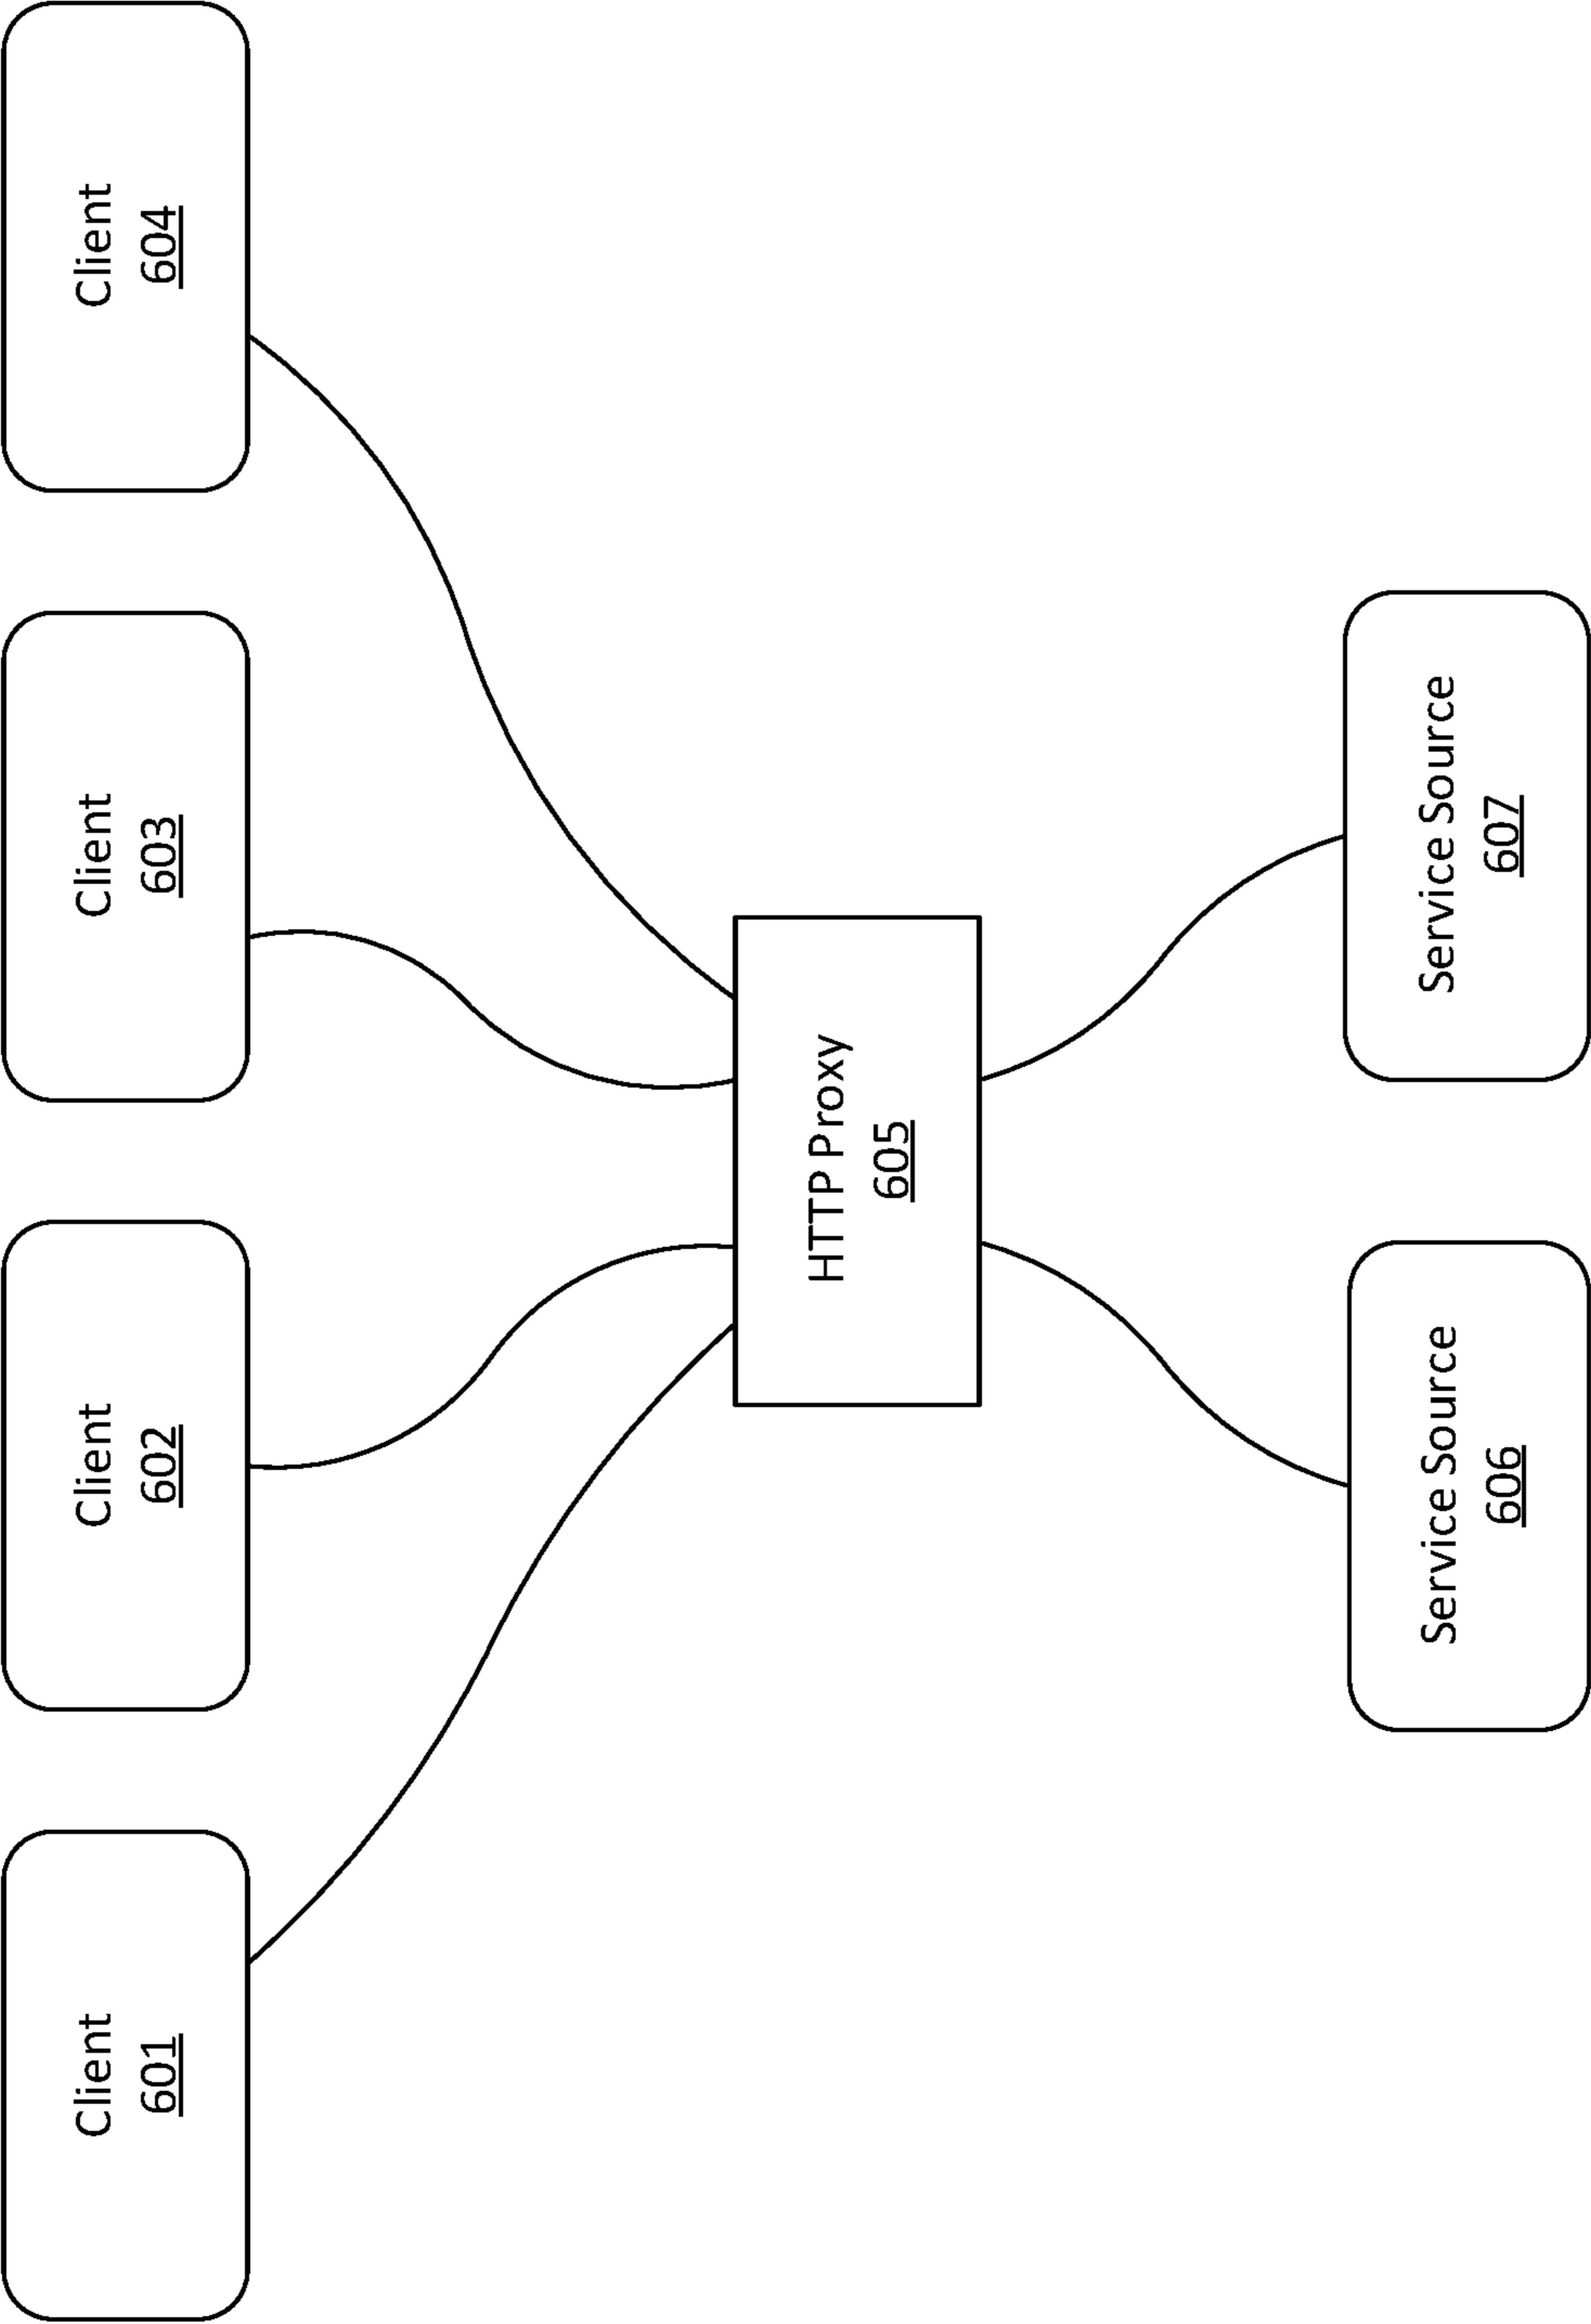 Client
601
Client
602
Client
603
Client
604
HTTP Proxy
605
Service Source
606
Service Source
607